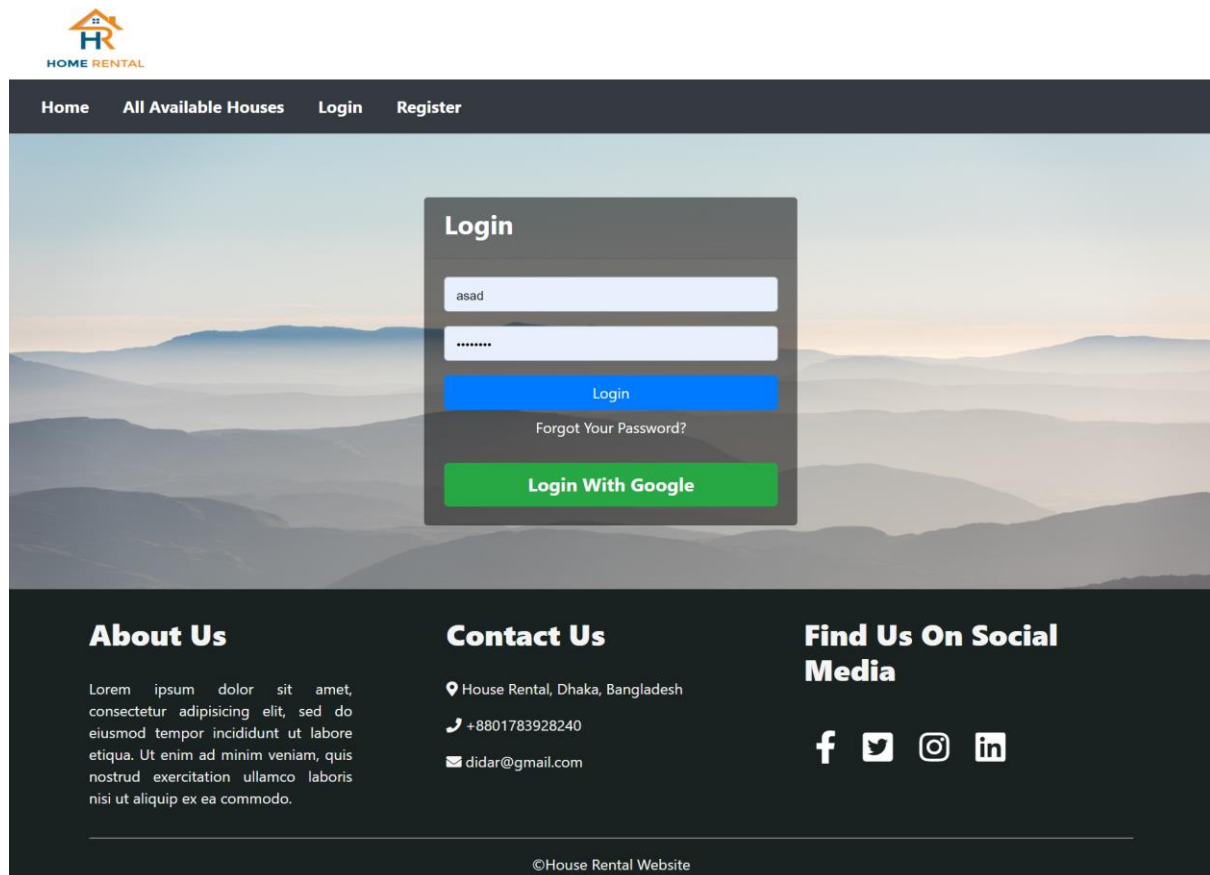 HR
HOME RENTAL
Home All Available Houses Login Register
Login
asad
••••••••
Login
Forgot Your Password?
Login With Google
About Us
Lorem ipsum dolor sit amet,
consectetur adipisicing elit, sed do
eiusmod tempor incididunt ut labore
etiqua. Ut enim ad minim veniam, quis
nostrud exercitation ullamco laboris
nisi ut aliquip ex ea commodo.
Contact Us
House Rental, Dhaka, Bangladesh
+8801783928240
didar@gmail.com
Find Us On Social
Media
©House Rental Website